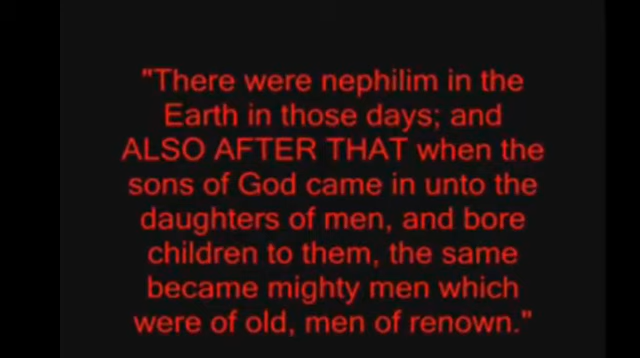 "There were nephilim in the
Earth in those days; and
ALSO AFTER THAT when the
sons of God came in unto the
daughters of men, and bore
children to them, the same
became mighty men which
were of old, men of renown."